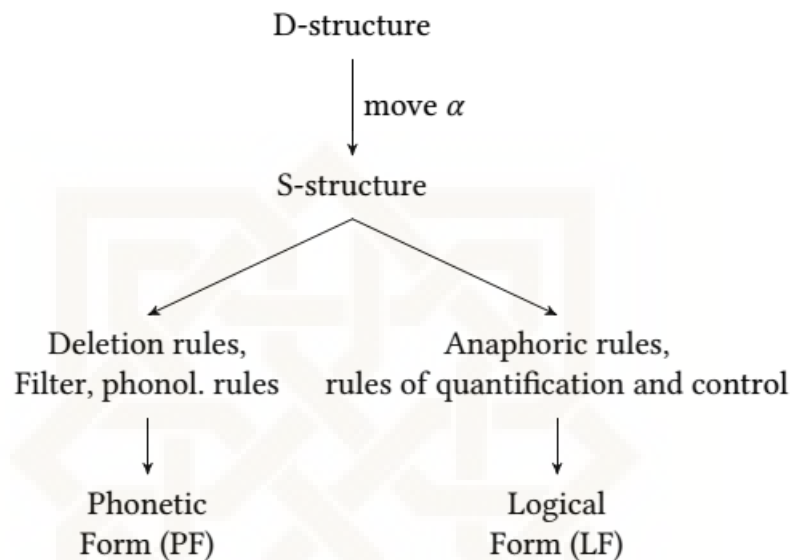 D-structure
move α
S-structure
Deletion rules,
Filter, phonol. rules
Anaphoric rules,
rules of quantification and control
Phonetic
Form (PF)
Logical
Form (LF)